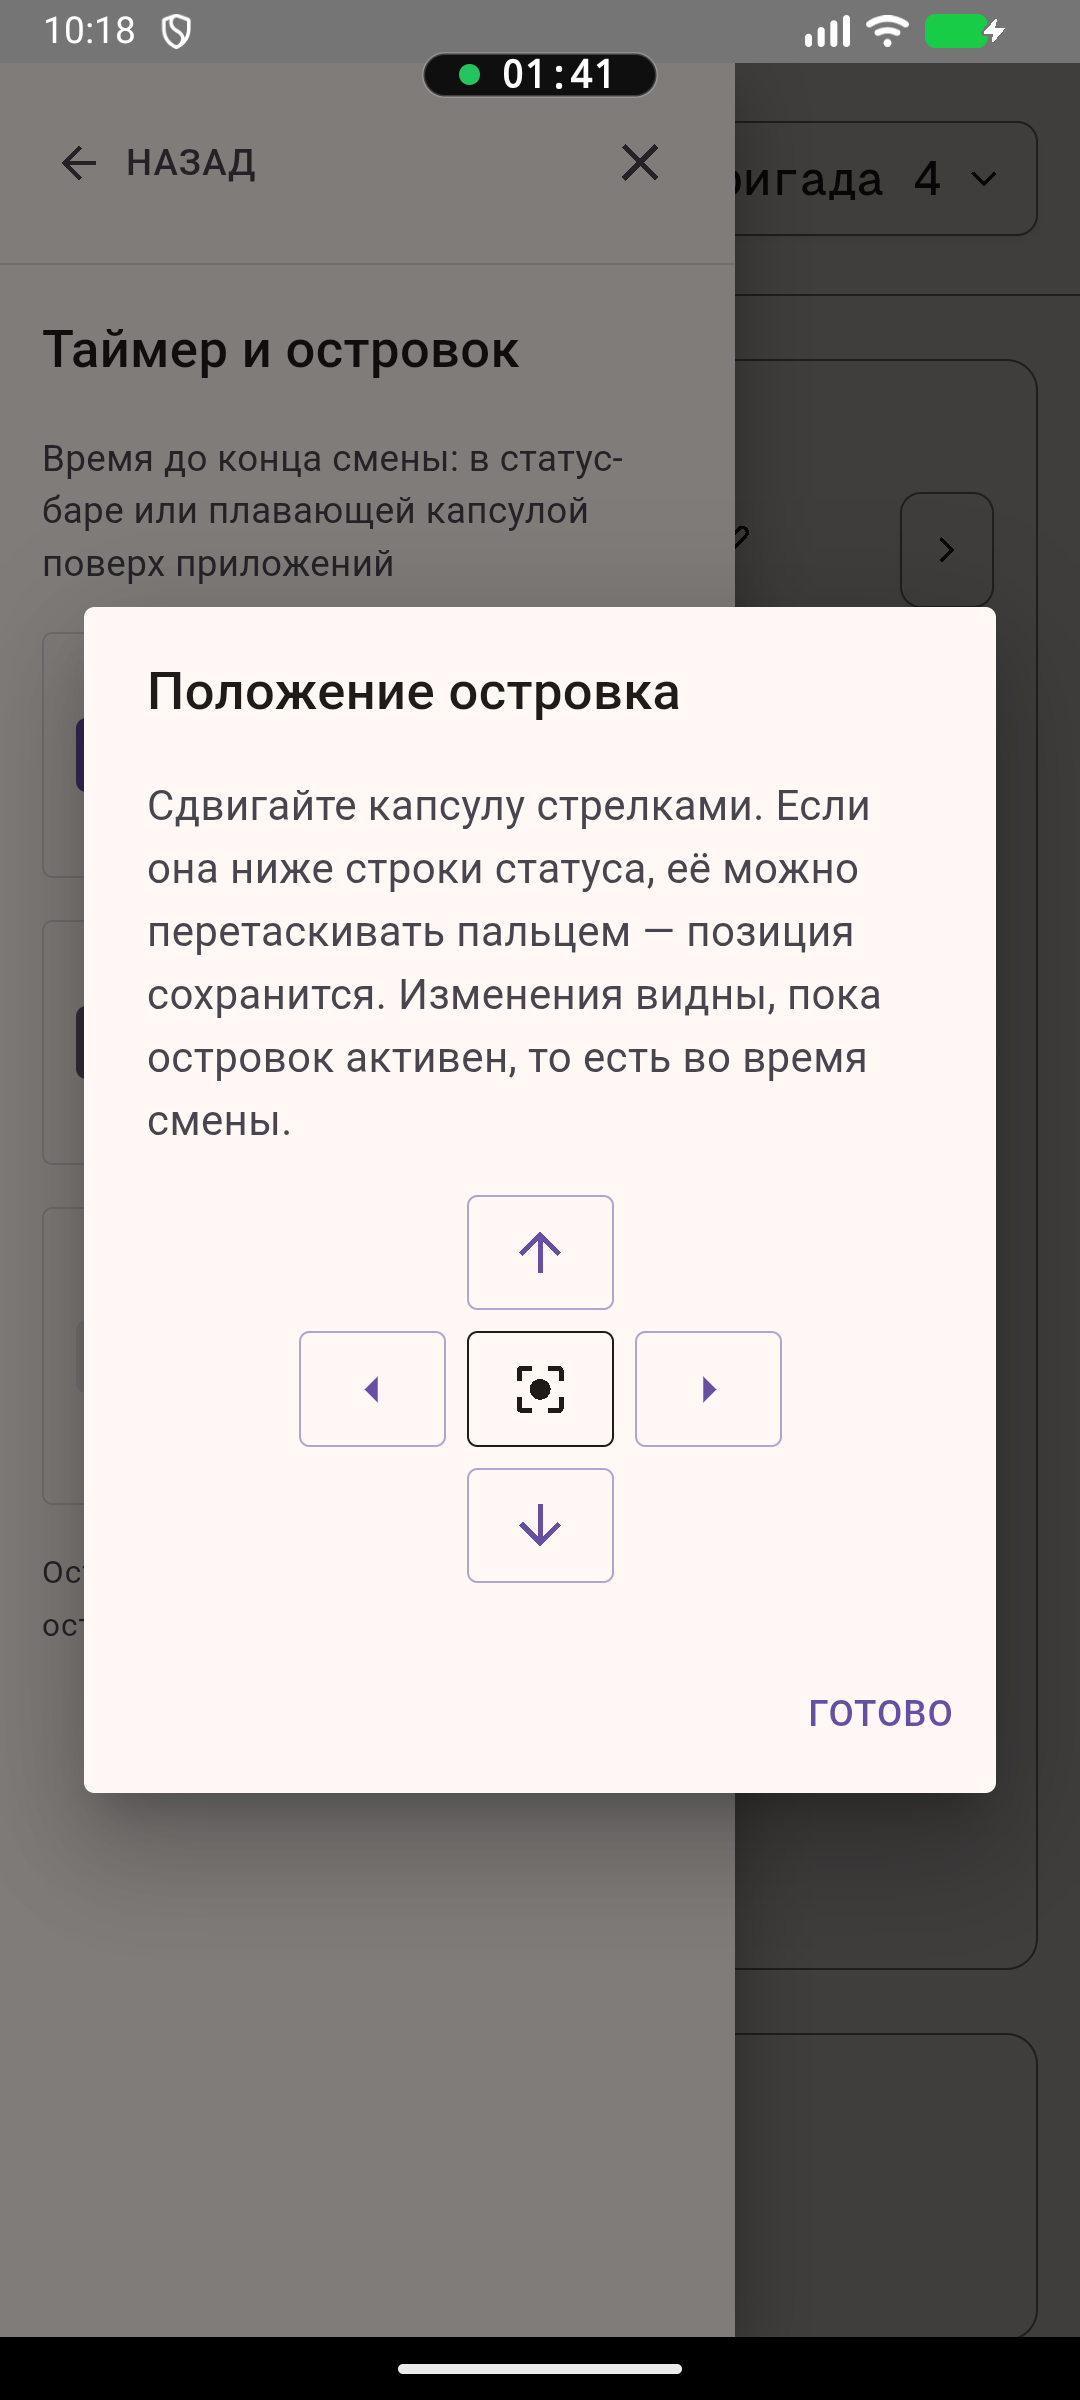 10:18
01:41
НАЗАД
4
Таймер и островок
Время до конца смены: в статус-
баре или плавающей капсулой
поверх приложений
Положение островка
Сдвигайте капсулу стрелками. Если
она ниже строки статуса, её можно
перетаскивать пальцем — позиция
сохранится. Изменения видны, пока
островок активен, то есть во время
смены.
ГОТОВО